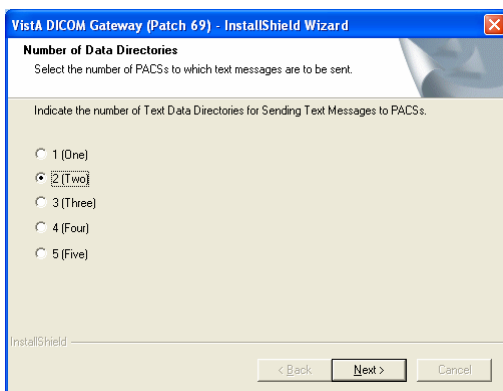 VistA DICOM Gateway (Patch 69) - InstallShield Wizard
Number of Data Directories
Select the number of PACSs to which text messages are to be sent.
Indicate the number of Text Data Directories for Sending Text Messages to PACSs.
1 (One)
2 (Two)
3 (Three)
4 (Four)
5 (Five)
InstallShield
< Back
Next >
Cancel